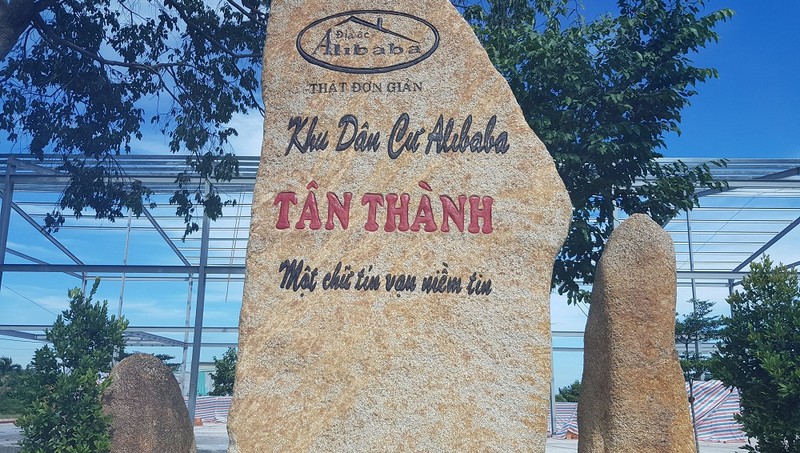 Địa ốc
Alibaba
THẬT ĐƠN GIẢN
Khu Dân Cư Alibaba
TÂN THÀNH
Một chữ tín vạn niềm tin